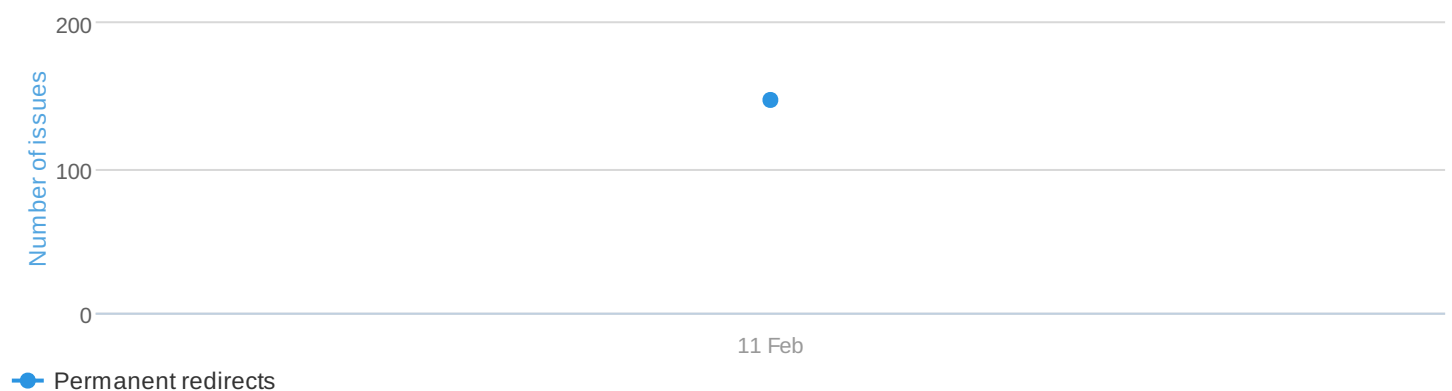 200
Number of issues
100
0
11 Feb
Permanent redirects